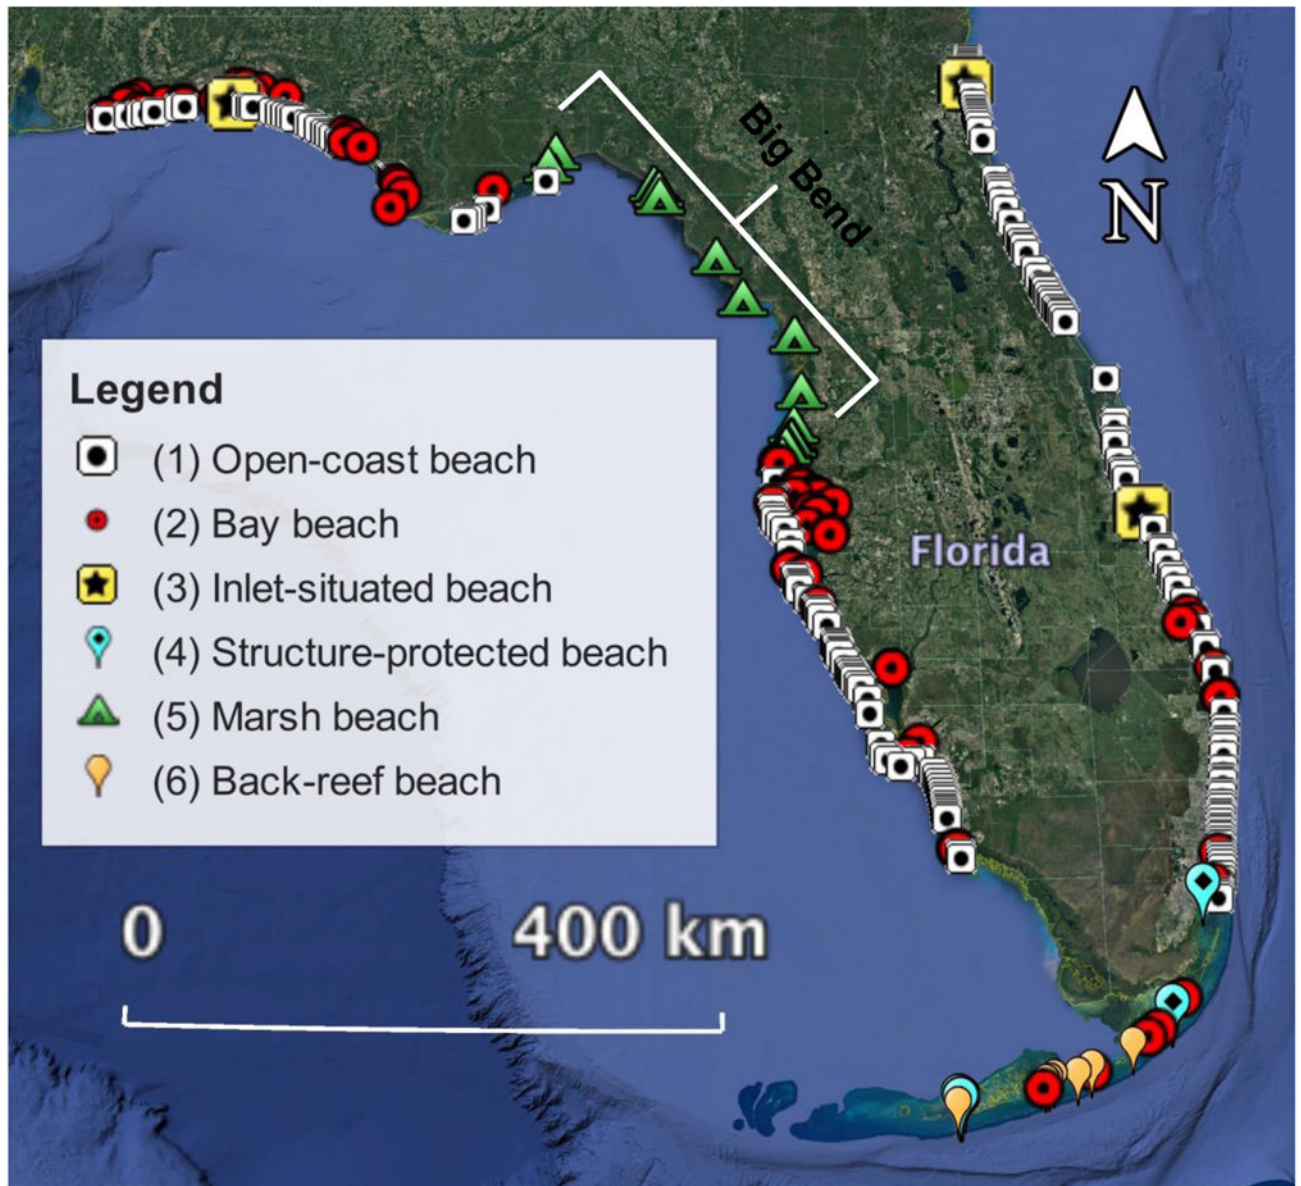 Big Bend
N
Legend
(1) Open-coast beach
(2) Bay beach
(3) Inlet-situated beach
(4) Structure-protected beach
(5) Marsh beach
(6) Back-reef beach
Florida
0 400 km